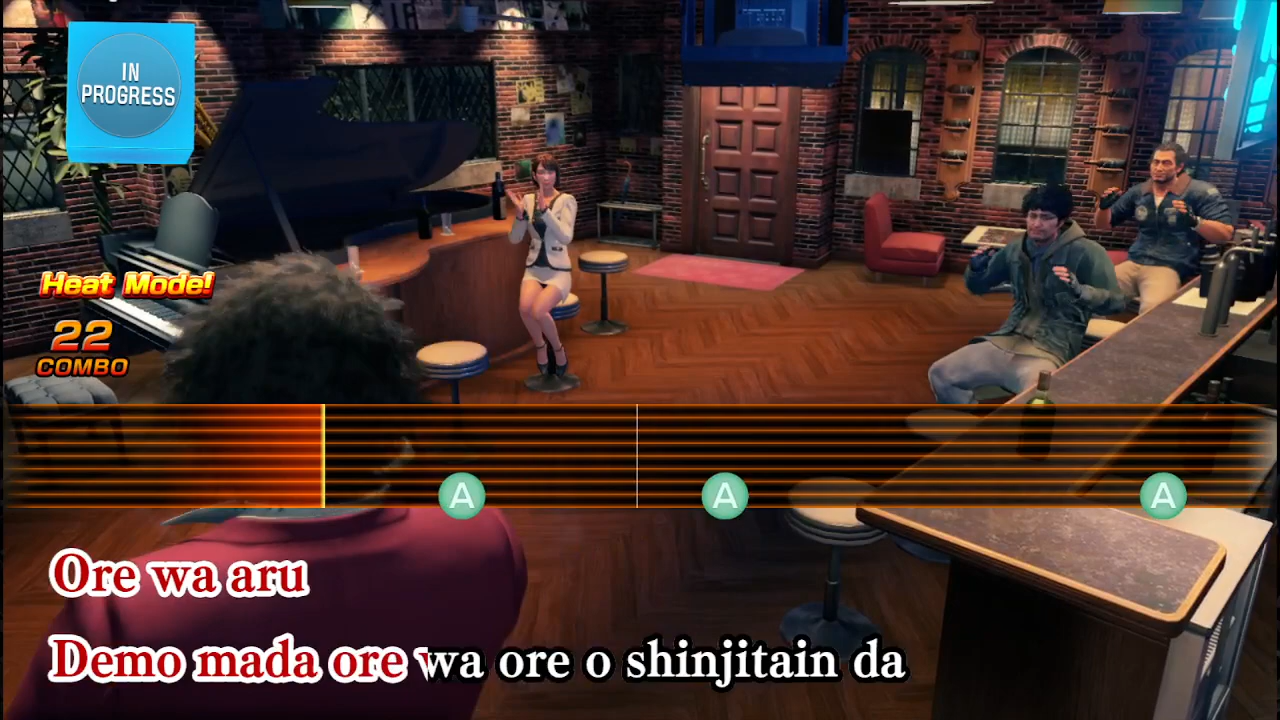 IN
PROGRESS
Heat Mode!
22
COMBO
A A A
Ore wa aru
Demo mada ore wa ore o shinjitain da